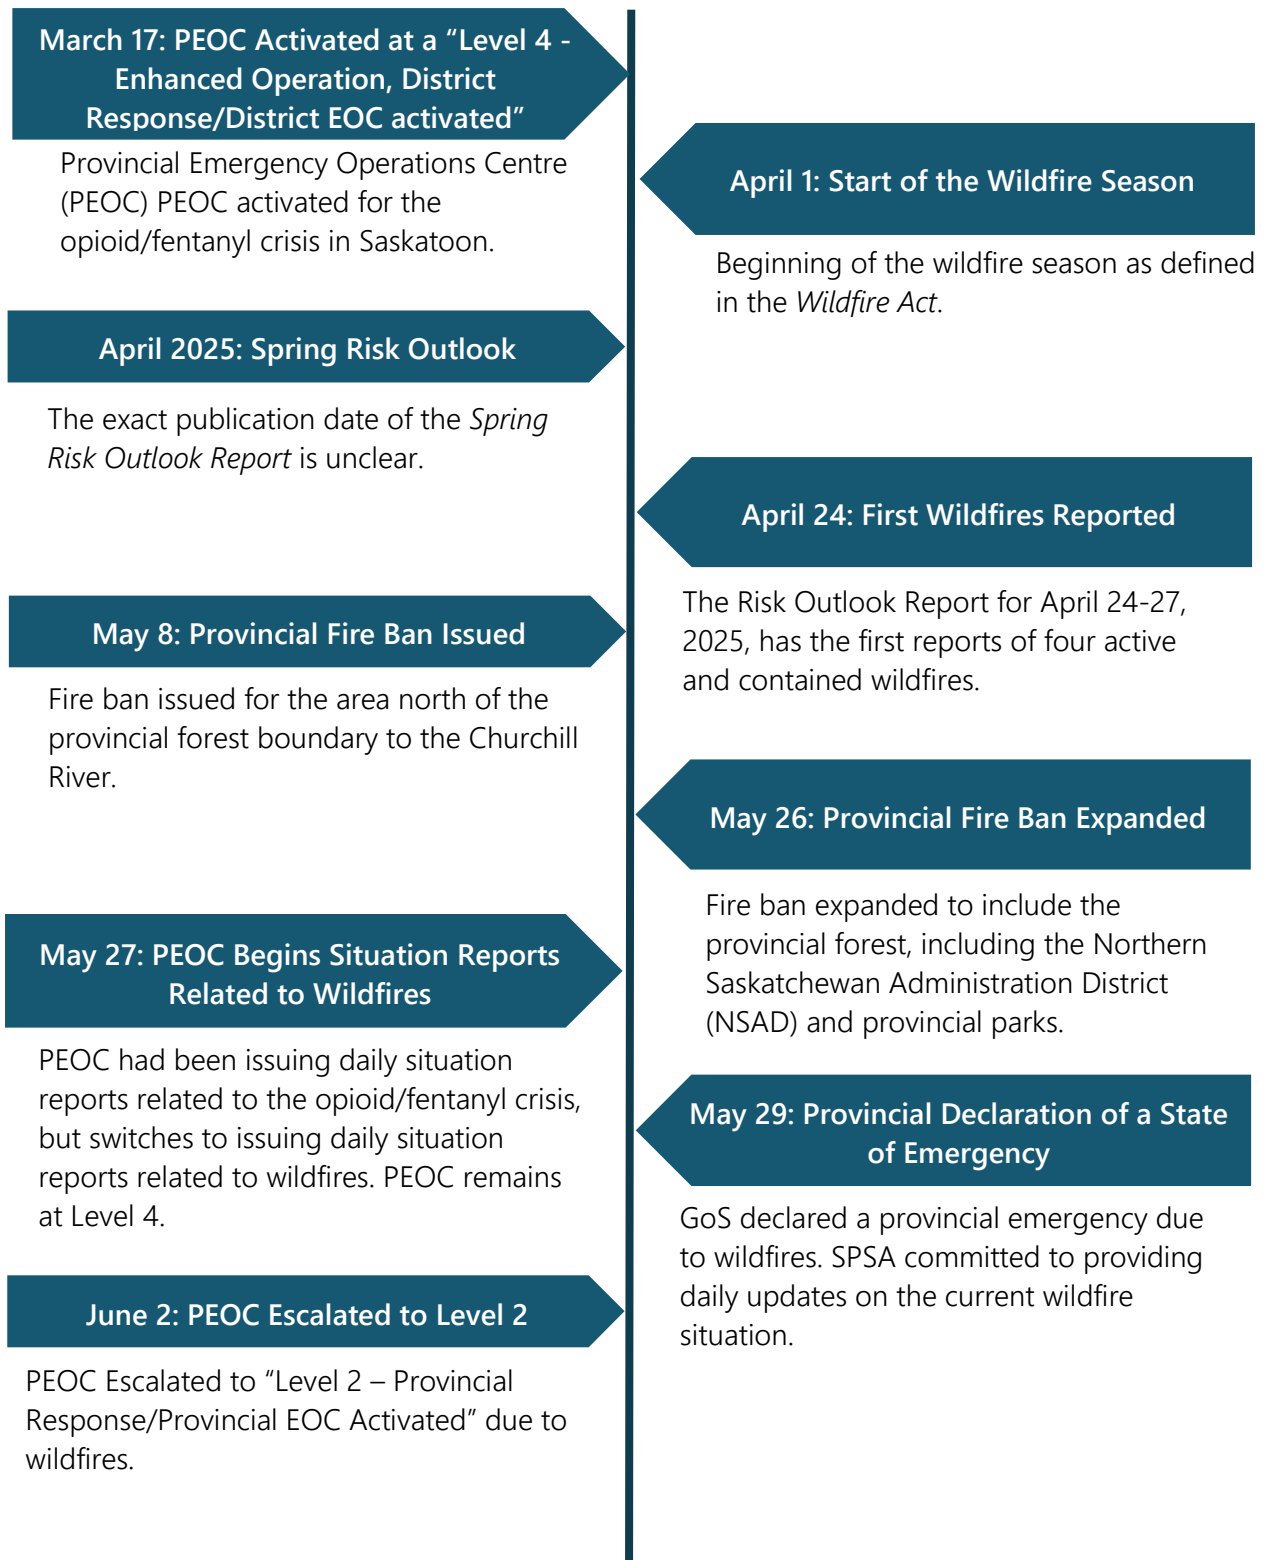 March 17: PEOC Activated at a “Level 4 -
Enhanced Operation, District
Response/District EOC activated”
Provincial Emergency Operations Centre
(PEOC) PEOC activated for the
opioid/fentanyl crisis in Saskatoon.
April 1: Start of the Wildfire Season
Beginning of the wildfire season as defined
in the Wildfire Act.
April 2025: Spring Risk Outlook
The exact publication date of the Spring
Risk Outlook Report is unclear.
April 24: First Wildfires Reported
The Risk Outlook Report for April 24-27,
2025, has the first reports of four active
and contained wildfires.
May 8: Provincial Fire Ban Issued
Fire ban issued for the area north of the
provincial forest boundary to the Churchill
River.
May 26: Provincial Fire Ban Expanded
Fire ban expanded to include the
provincial forest, including the Northern
Saskatchewan Administration District
(NSAD) and provincial parks.
May 27: PEOC Begins Situation Reports
Related to Wildfires
PEOC had been issuing daily situation
reports related to the opioid/fentanyl crisis,
but switches to issuing daily situation
reports related to wildfires. PEOC remains
at Level 4.
May 29: Provincial Declaration of a State
of Emergency
GoS declared a provincial emergency due
to wildfires. SPSA committed to providing
daily updates on the current wildfire
situation.
June 2: PEOC Escalated to Level 2
PEOC Escalated to “Level 2 – Provincial
Response/Provincial EOC Activated” due to
wildfires.